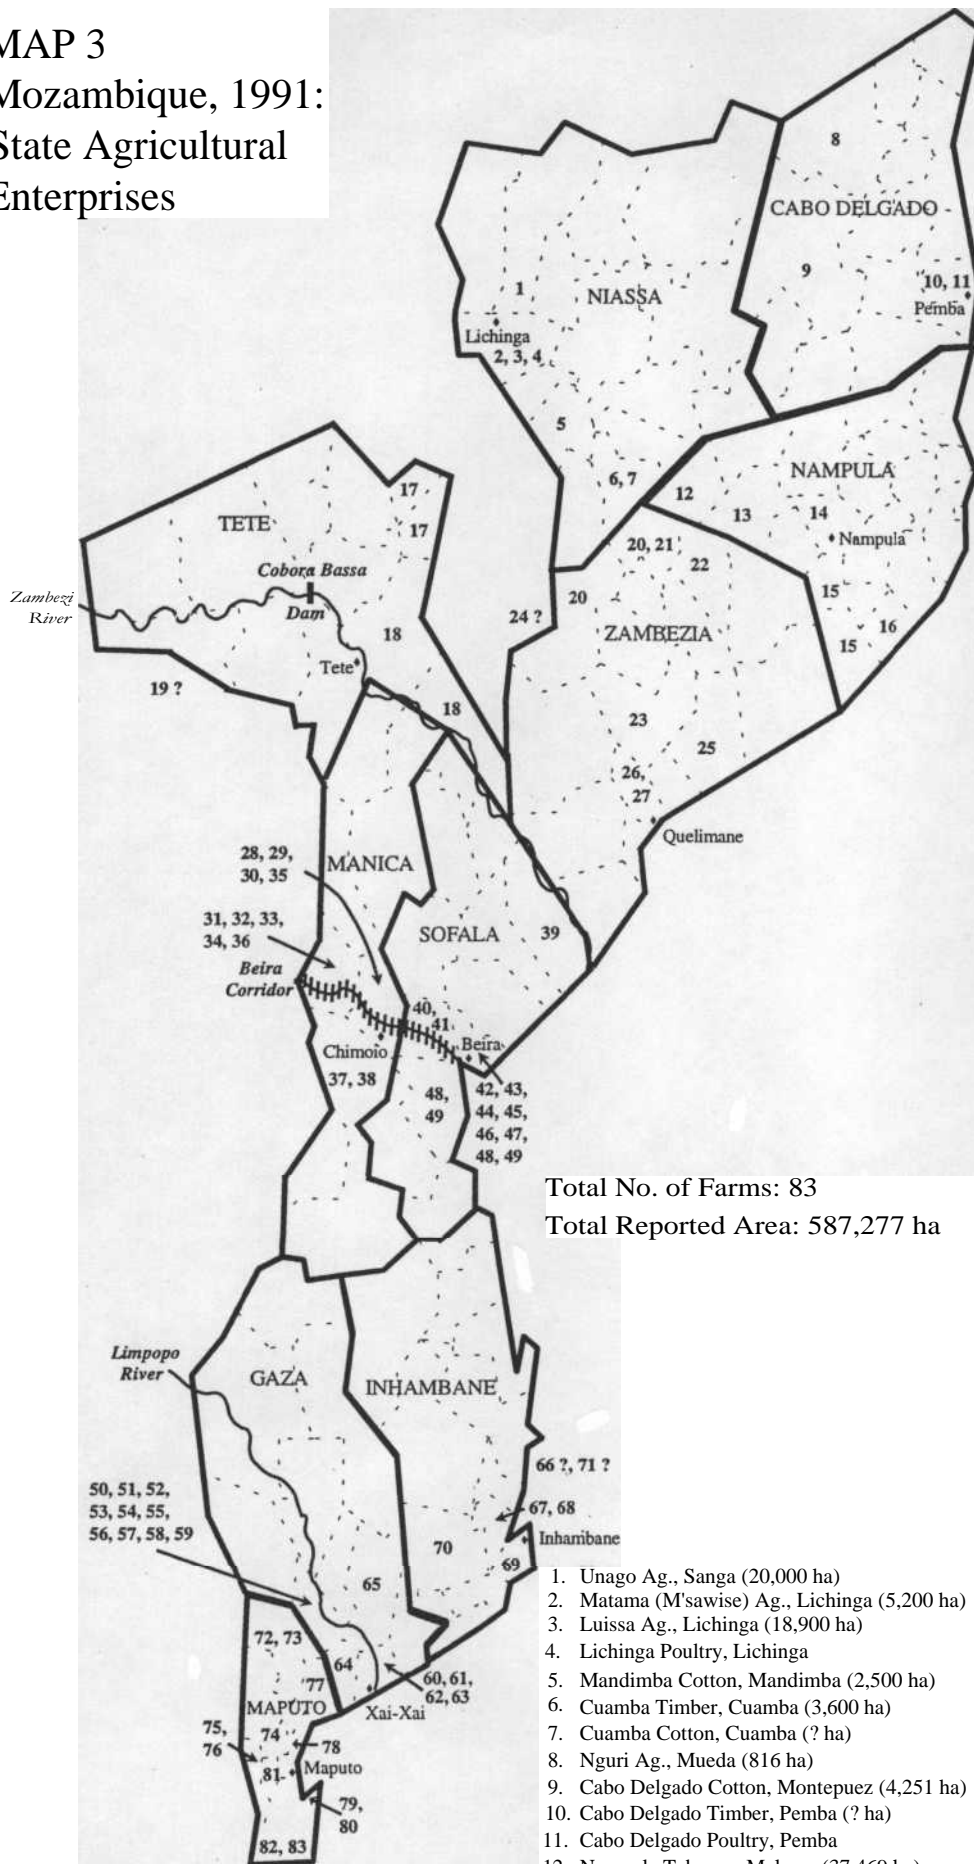 MAP 3
Mozambique, 1991:
State Agricultural
Enterprises
8
CABO DELGADO
9
10, 11
Pemba
1
NIASSA
Lichinga
2, 3, 4
5
6, 7
12
NAMPULA
13
14
Nampula
15
16
15
17
17
TETE
Cobora Bassa
Dam
Zambezi
River
18
Tete
19 ?
18
20, 21
22
20
24 ?
ZAMBEZIA
23
25
26,
27
Quelimane
28, 29,
30, 35
MANICA
31, 32, 33,
34, 36
SOFALA
39
Beira
Corridor
40,
41
Beira
Chimoio
37, 38
48,
49
42, 43,
44, 45,
46, 47,
48, 49
Total No. of Farms: 83
Total Reported Area: 587,277 ha
Limpopo
River
GAZA
INHAMBANE
66 ?, 71 ?
50, 51, 52,
53, 54, 55,
56, 57, 58, 59
67, 68
Inhambane
70
69
65
72, 73
64
77
60, 61,
62, 63
MAPUTO
Xai-Xai
75,
76
74
78
81
Maputo
79,
80
82, 83
1. Unago Ag., Sanga (20,000 ha)
2. Matama (M'sawise) Ag., Lichinga (5,200 ha)
3. Luissa Ag., Lichinga (18,900 ha)
4. Lichinga Poultry, Lichinga
5. Mandimba Cotton, Mandimba (2,500 ha)
6. Cuamba Timber, Cuamba (3,600 ha)
7. Cuamba Cotton, Cuamba (? ha)
8. Nguri Ag., Mueda (816 ha)
9. Cabo Delgado Cotton, Montepuez (4,251 ha)
10. Cabo Delgado Timber, Pemba (? ha)
11. Cabo Delgado Poultry, Pemba